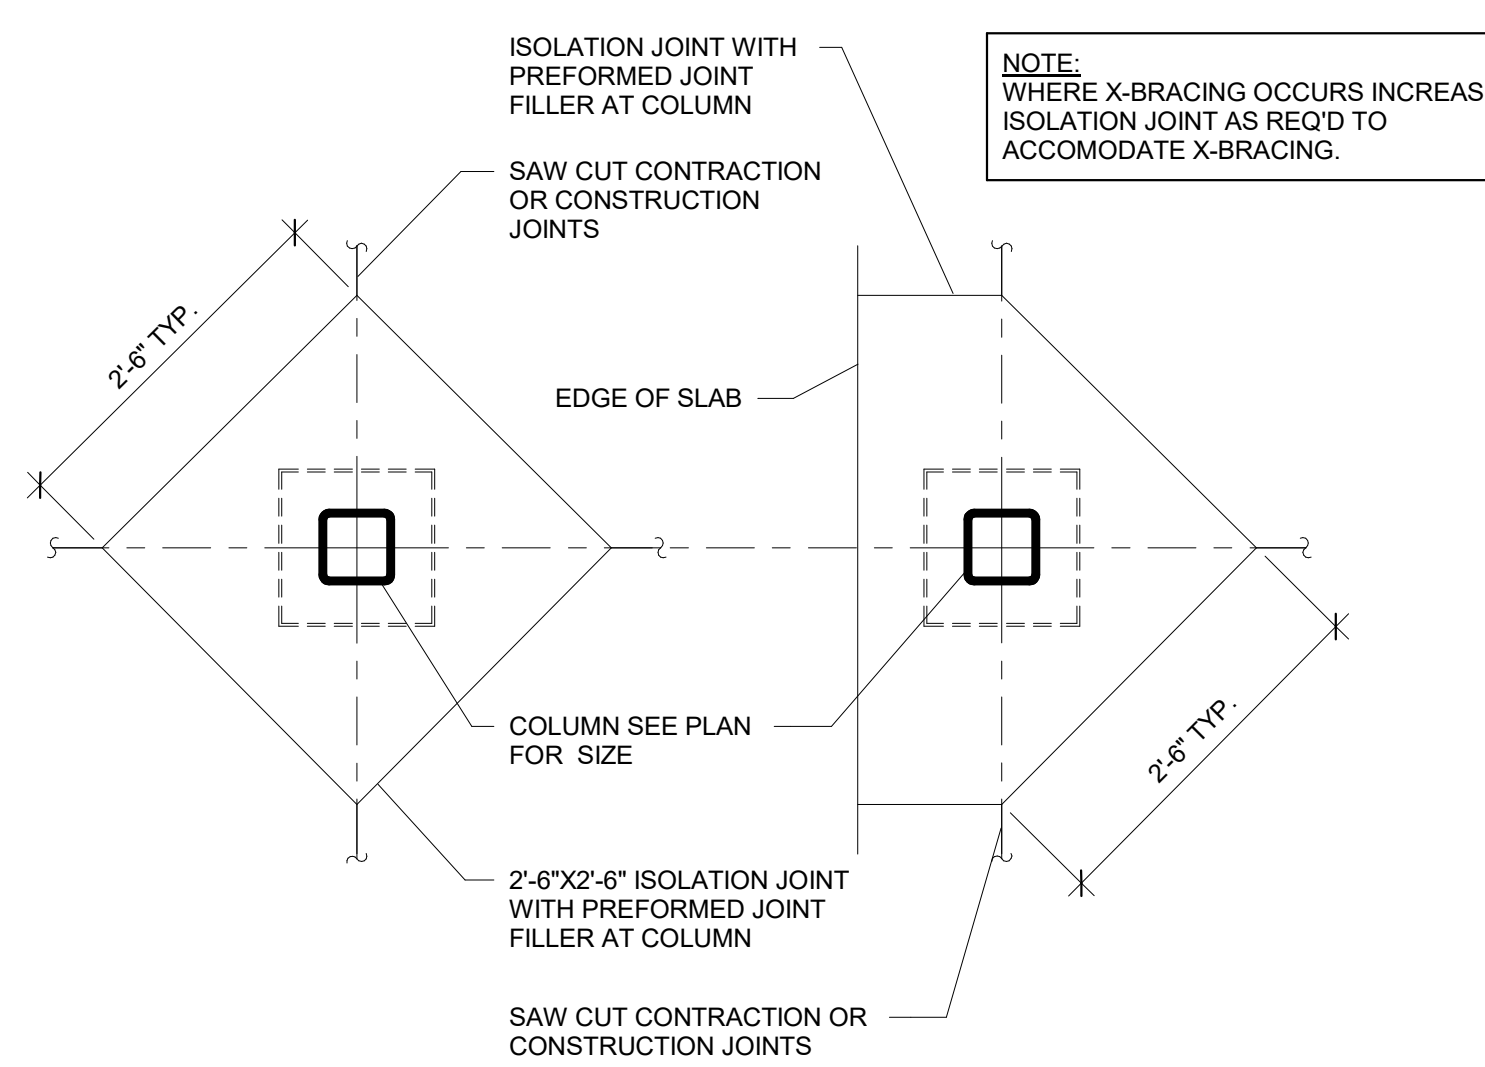 ISOLATION JOINT WITH
PREFORMED JOINT
FILLER AT COLUMN
NOTE:
WHERE X-BRACING OCCURS INCREAS
ISOLATION JOINT AS REQ'D TO
ACCOMODATE X-BRACING.
SAW CUT CONTRACTION
OR CONSTRUCTION
JOINTS
2'-6" TYP.
EDGE OF SLAB
COLUMN SEE PLAN
FOR SIZE
2'-6" TYP.
2'-6"X2'-6" ISOLATION JOINT
WITH PREFORMED JOINT
FILLER AT COLUMN
SAW CUT CONTRACTION OR
CONSTRUCTION JOINTS